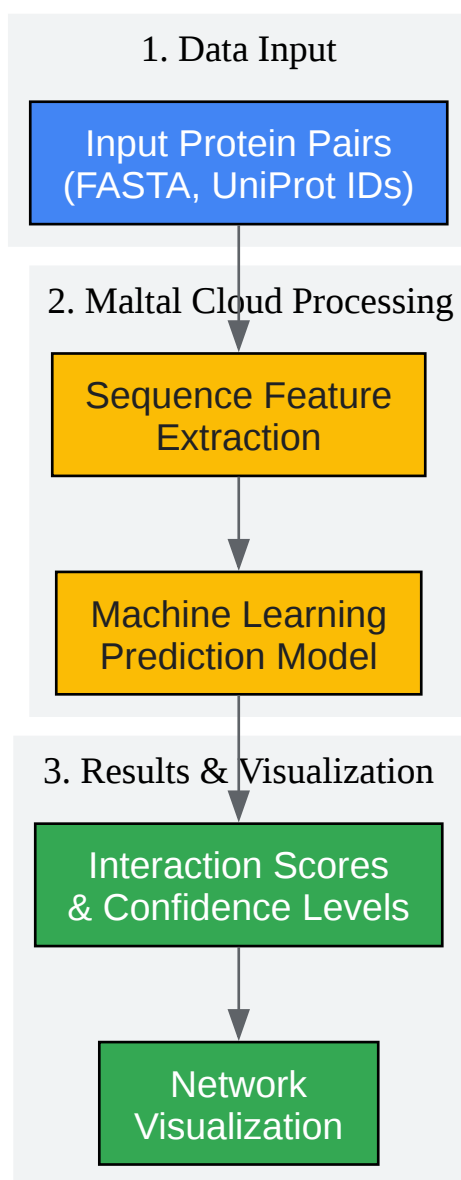 1. Data Input
Input Protein Pairs
(FASTA, UniProt IDs)
2. Maltal Cloud Processing
Sequence Feature
Extraction
Machine Learning
Prediction Model
3. Results & Visualization
Interaction Scores
& Confidence Levels
Network
Visualization